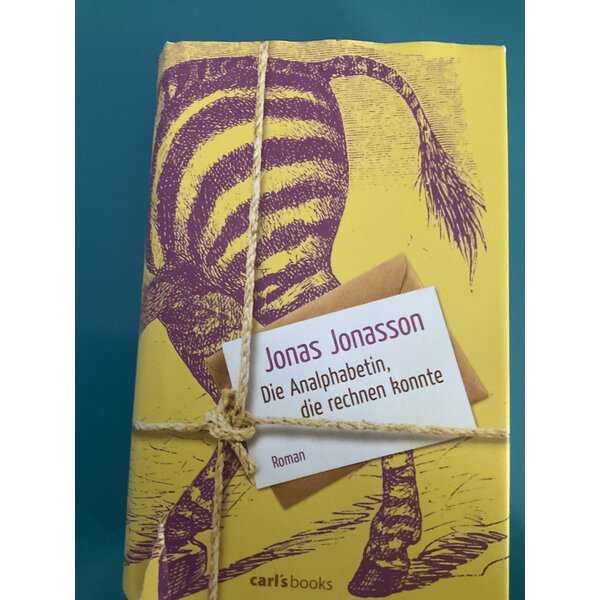 Jonas Jonasson
Die Analphabetin,
die rechnen konnte
Roman
carl's books